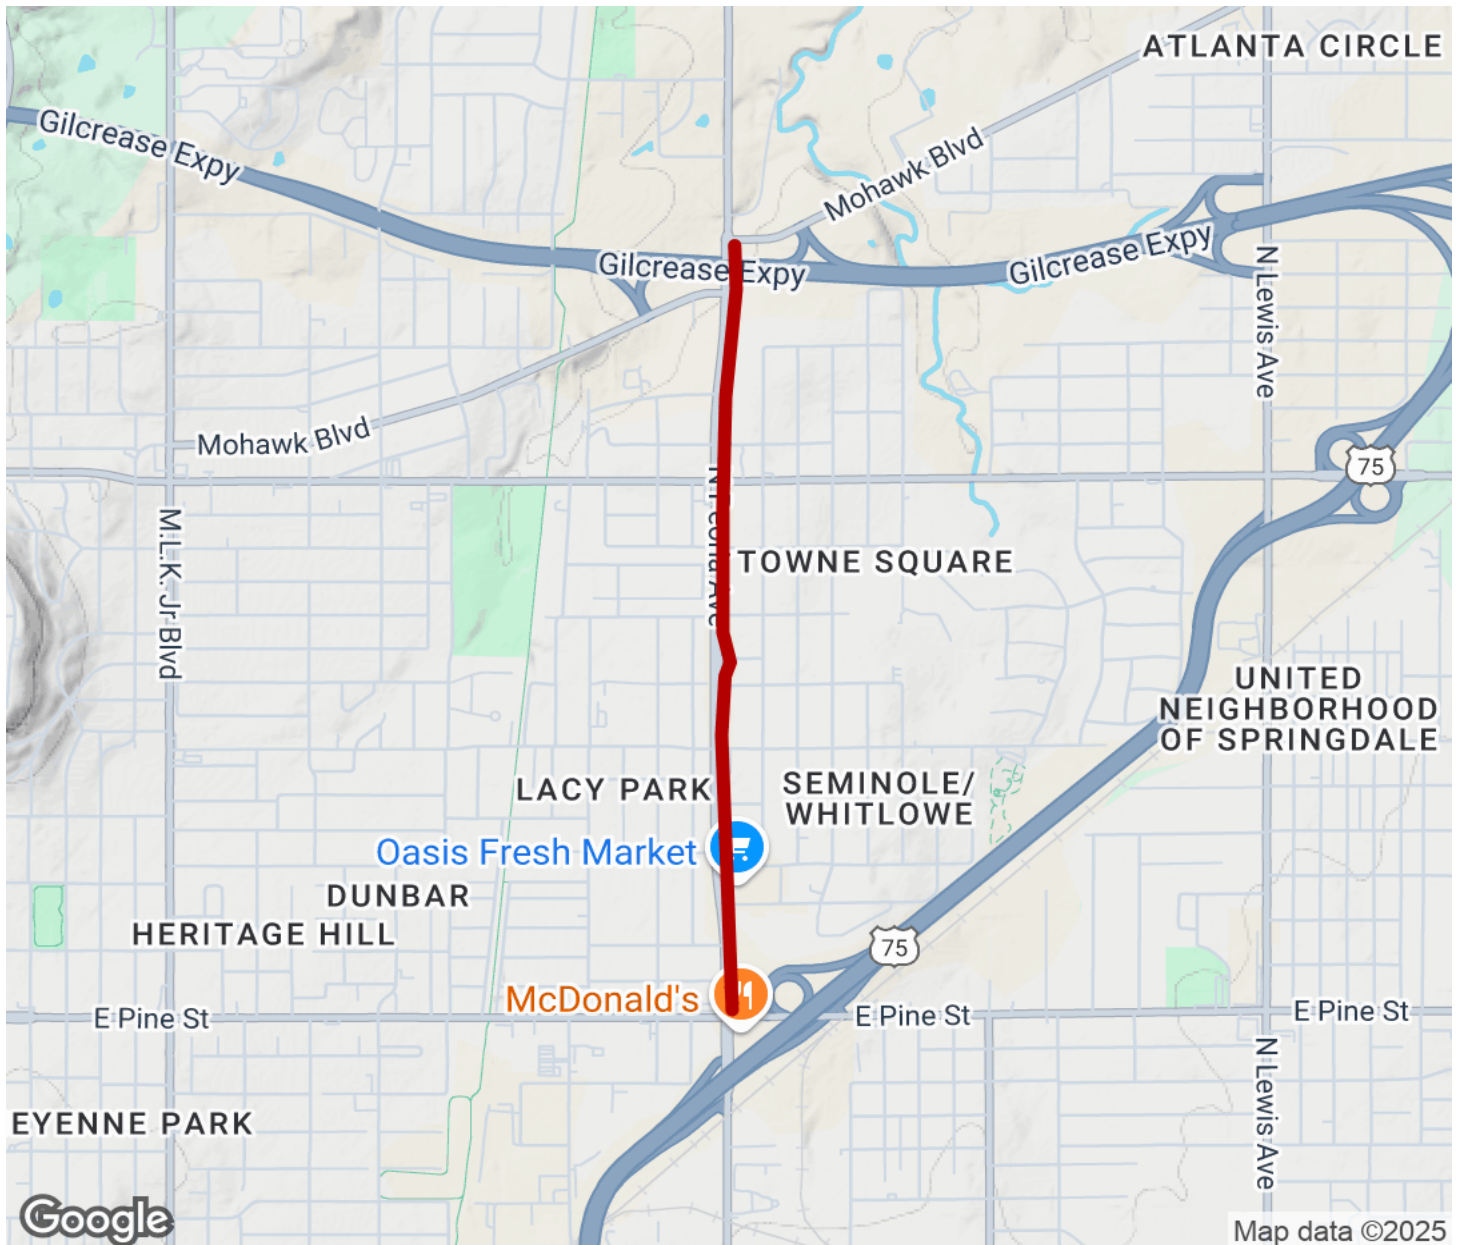 ATLANTA CIRCLE
Gilcrease Expy
Mohawk Blvd
Gilcrease Expy
Gilcrease Expy
N Lewis Ave
Mohawk Blvd
75
M.L.K. Jr Blvd
TOWNE SQUARE
UNITED
NEIGHBORHOOD
OF SPRINGDALE
LACY PARK
SEMINOLE/
WHITLOWE
Oasis Fresh Market
DUNBAR
HERITAGE HILL
75
McDonald's
E Pine St
E Pine St
E Pine St
N Lewis Ave
EYENNE PARK
Google
Map data ©2025